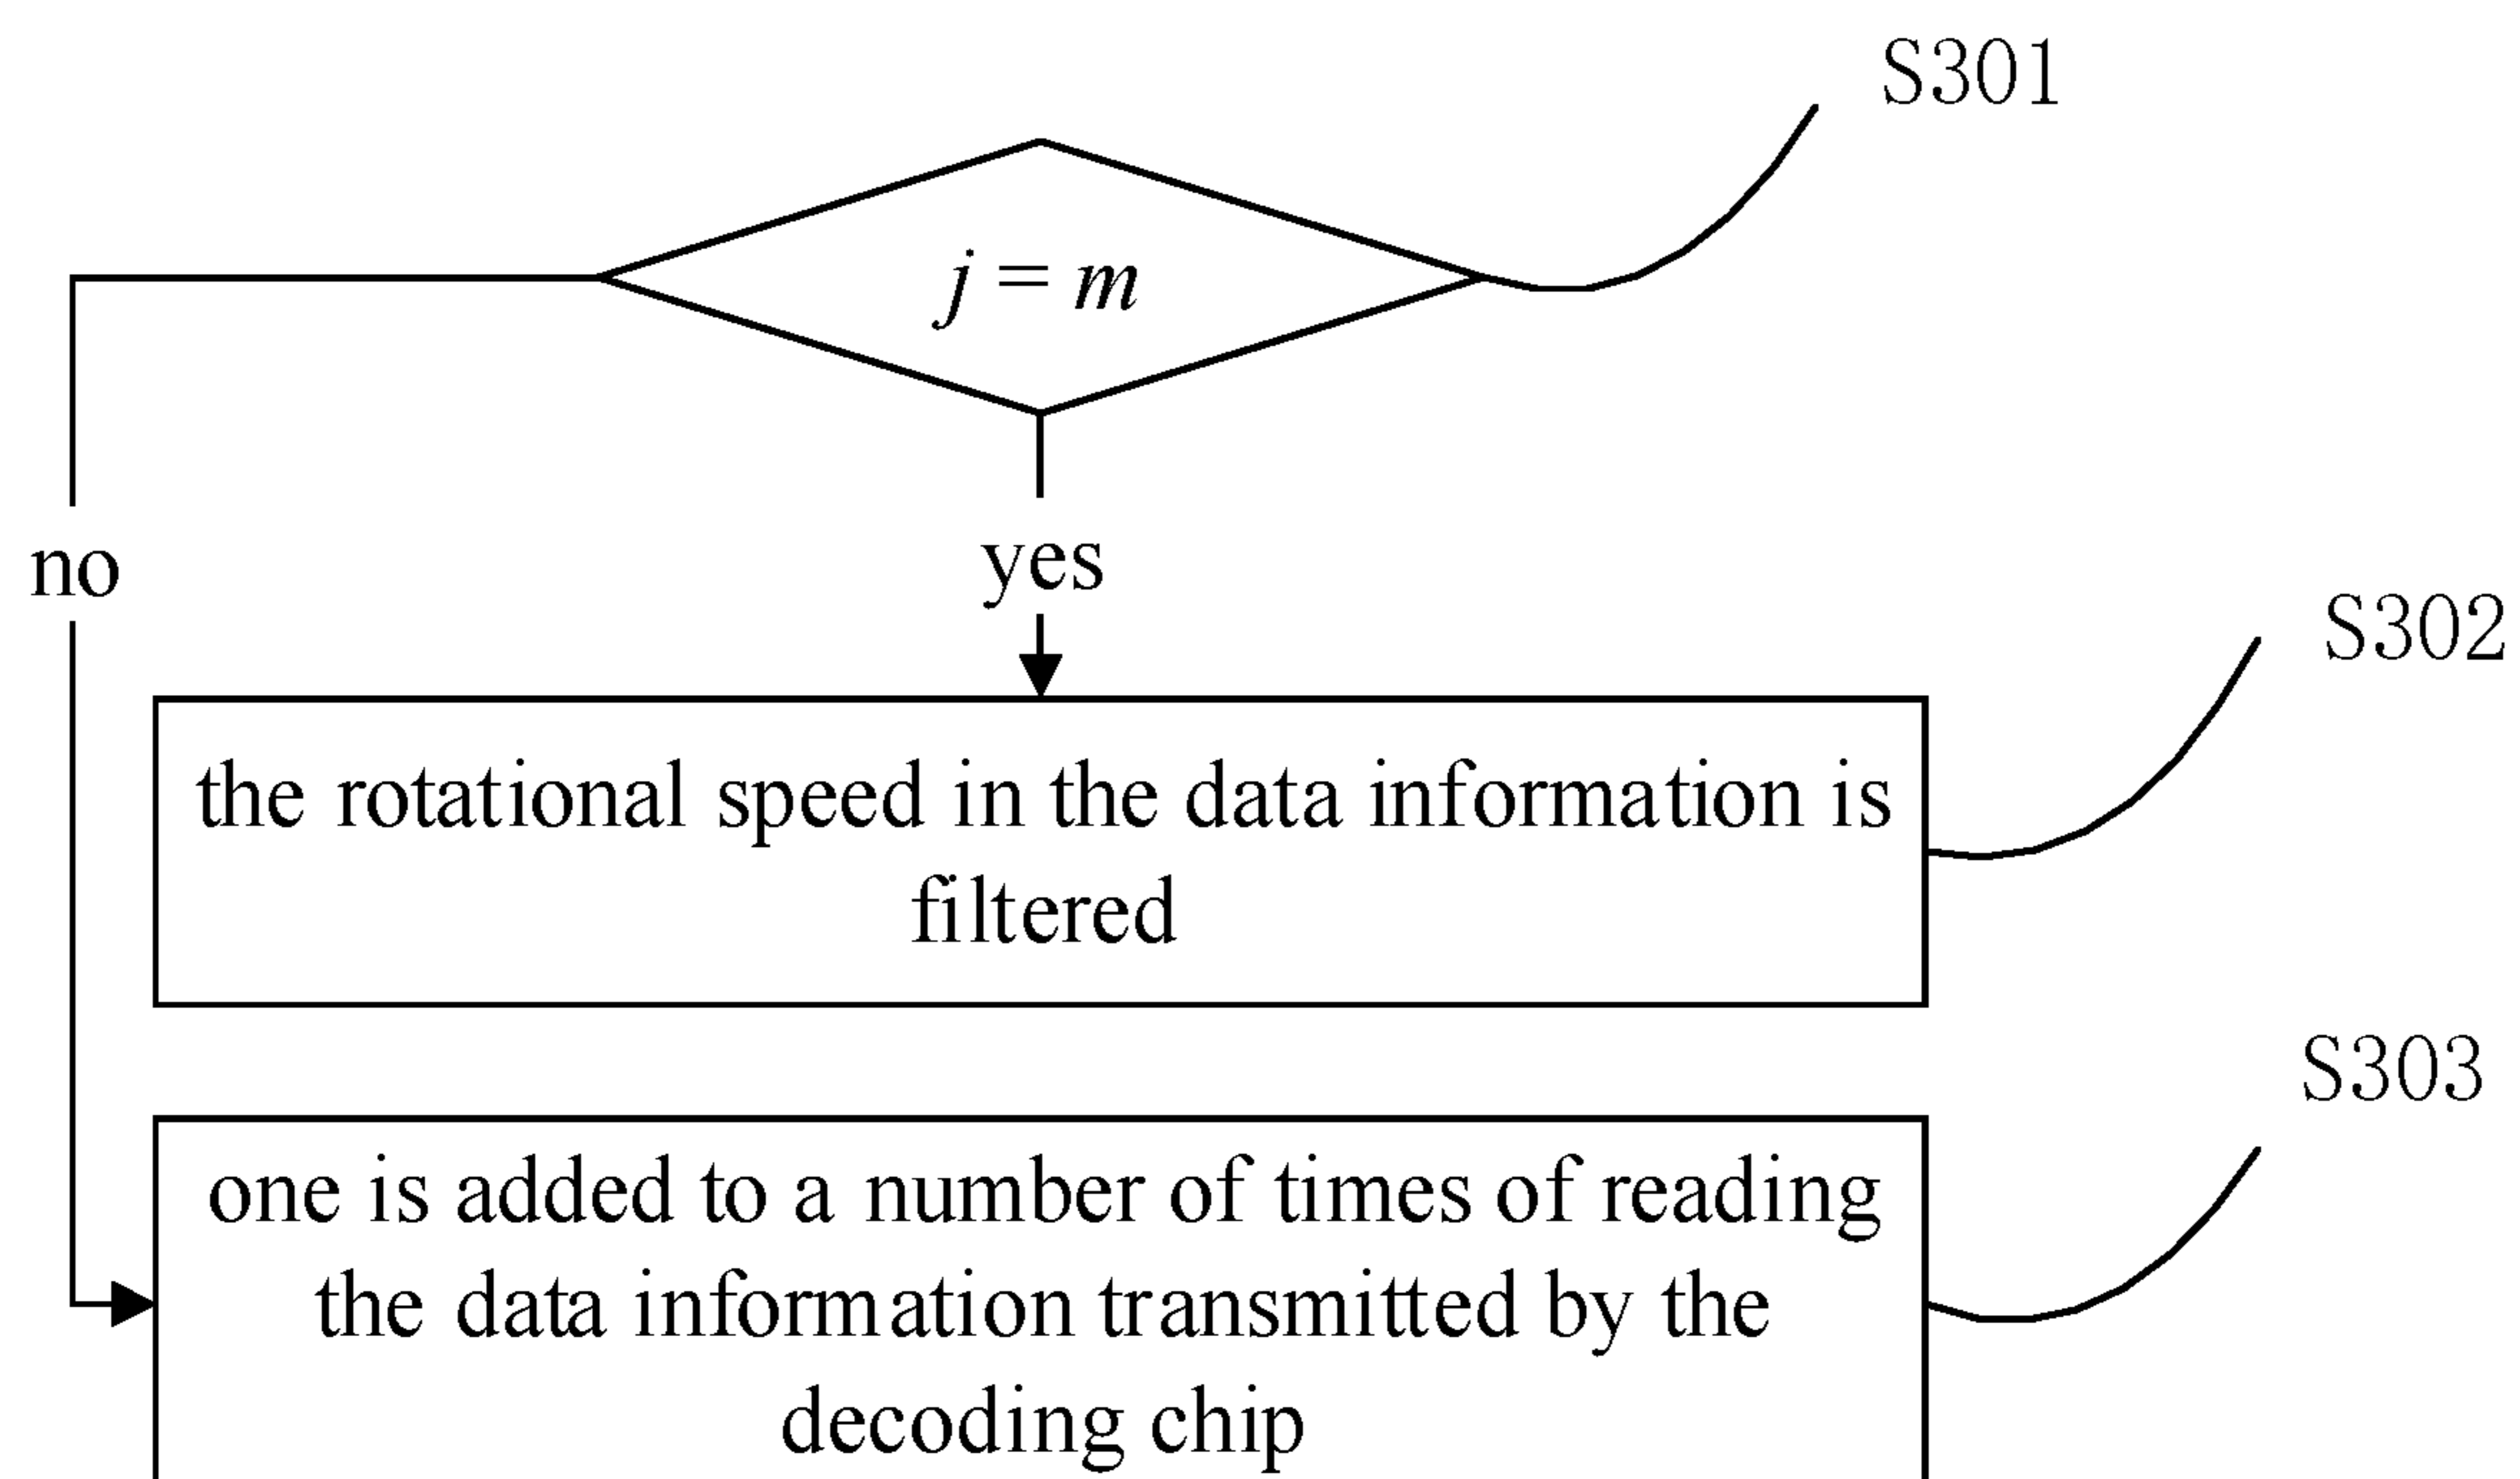 S301
j = m
no
yes
S302
the rotational speed in the data information is
filtered
S303
one is added to a number of times of reading
the data information transmitted by the
decoding chip